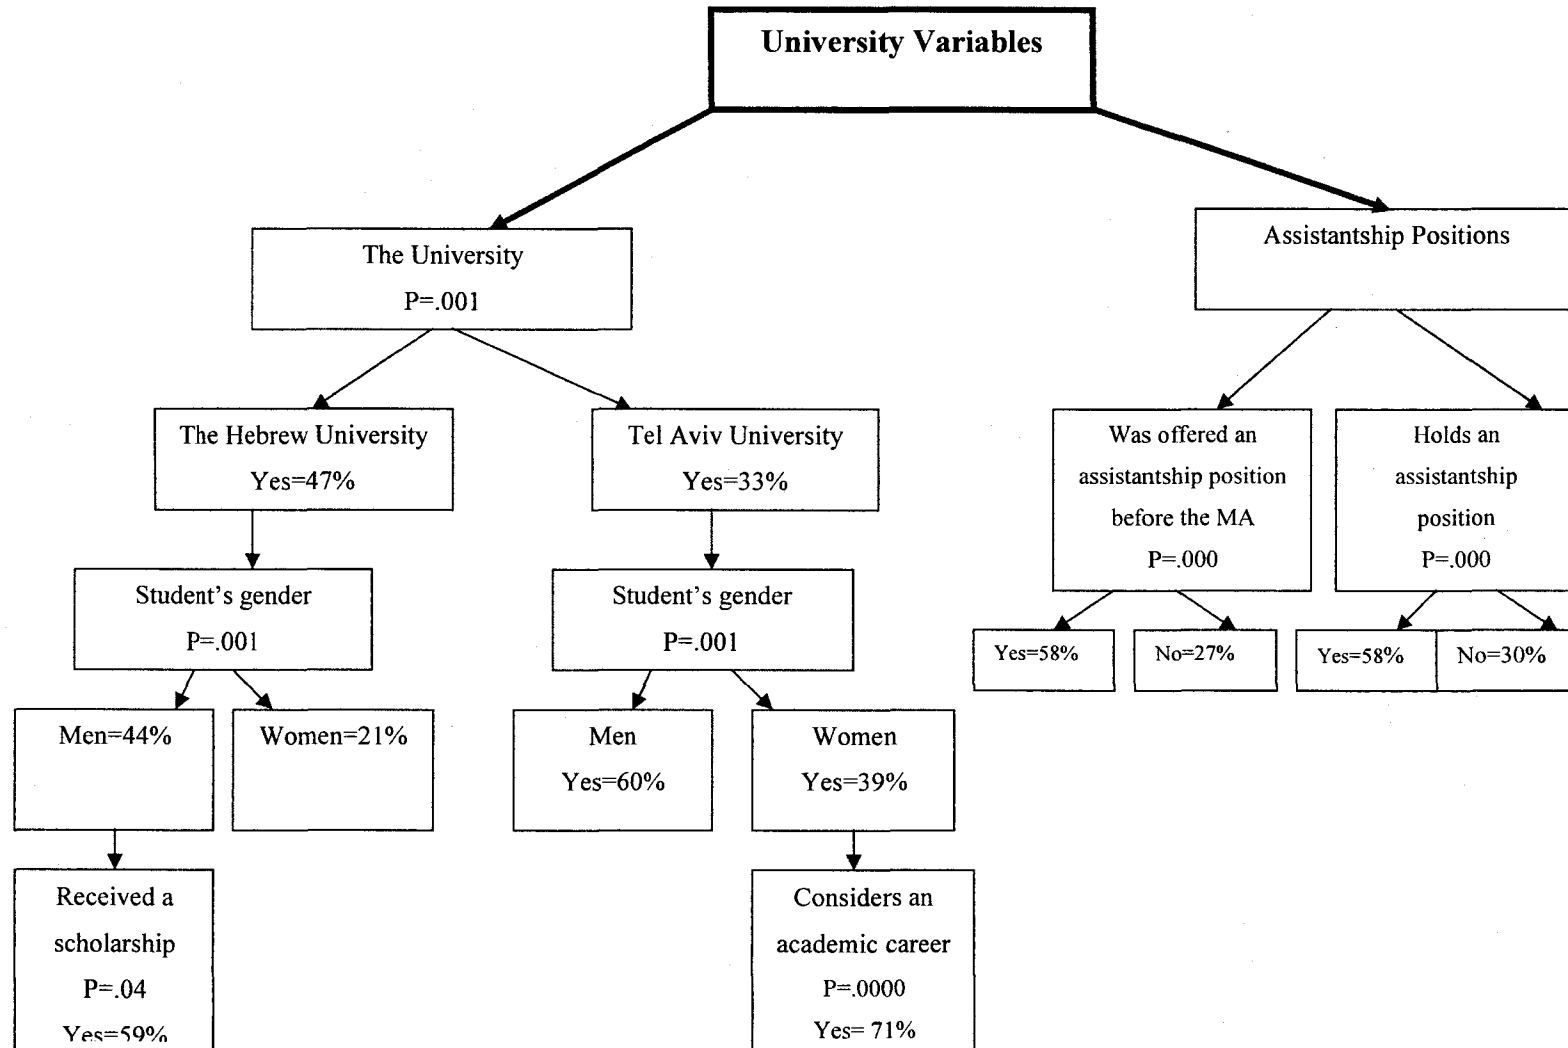 University Variables
The University
P=.001
Assistantship Positions
The Hebrew University
Yes=47%
Tel Aviv University
Yes=33%
Was offered an
assistantship position
before the MA
P=.000
Holds an
assistantship
position
P=.000
Student's gender
P=.001
Student's gender
P=.001
Yes=58%
No=27%
Yes=58%
No=30%
Men=44%
Women=21%
Men
Yes=60%
Women
Yes=39%
Received a
scholarship
P=.04
Yes=59%
Considers an
academic career
P=.0000
Yes= 71%